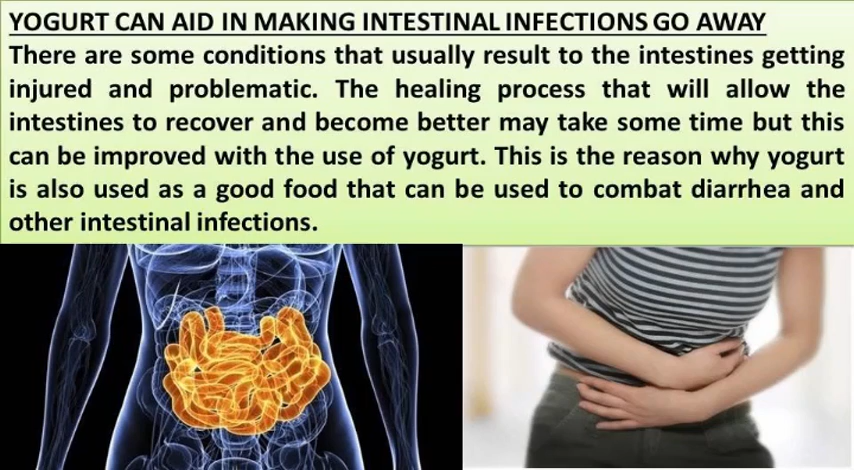 YOGURT CAN AID IN MAKING INTESTINAL INFECTIONS GO AWAY
There are some conditions that usually result to the intestines getting
injured and problematic. The healing process that will allow the
intestines to recover and become better may take some time but this
can be improved with the use of yogurt. This is the reason why yogurt
is also used as a good food that can be used to combat diarrhea and
other intestinal infections.